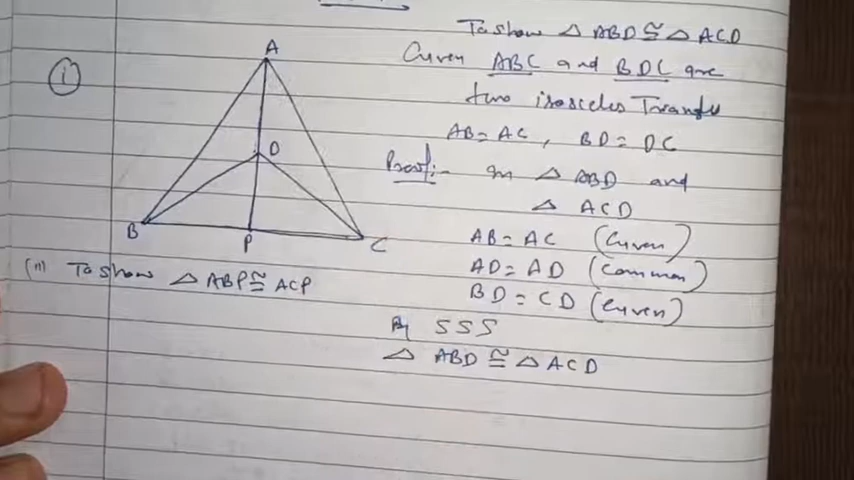 To show △ ABD ≅ △ ACD
Given ABC and BDC are
two isosceles Triangle
AB = AC , BD = DC
Proof:- In △ ABD and
△ ACD
AB = AC (Given)
AD = AD (Common)
BD = CD (Given)
By SSS
△ ABD ≅ △ ACD
(i)
A
D
B
P
C
(ii) To show △ ABP ≅ ACP